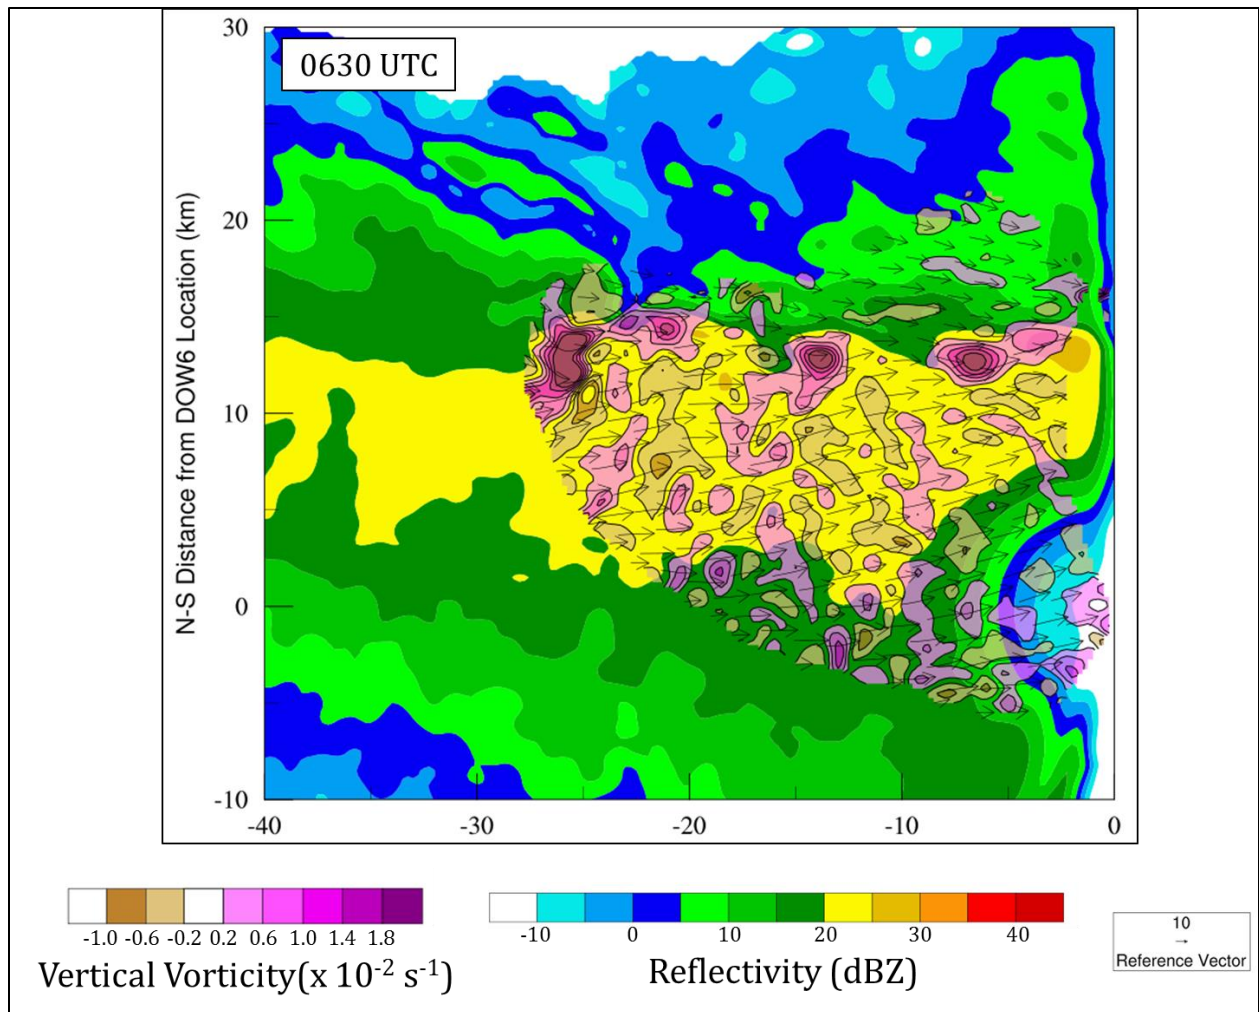 0630 UTC
30
20
10
0
-10
N-S Distance from DOW6 Location (km)
-40 -30 -20 -10 0
-1.0 -0.6 -0.2 0.2 0.6 1.0 1.4 1.8
Vertical Vorticity(x 10⁻² s⁻¹)
-10 0 10 20 30 40
Reflectivity (dBZ)
10
Reference Vector